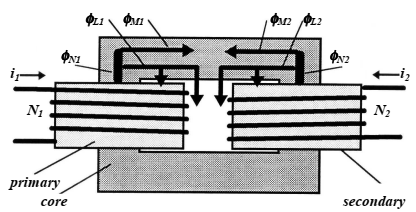 ϕL1 ϕM1 ϕM2 ϕL2
ϕN1 ϕN2
i1 i2
N1 N2
primary
core secondary